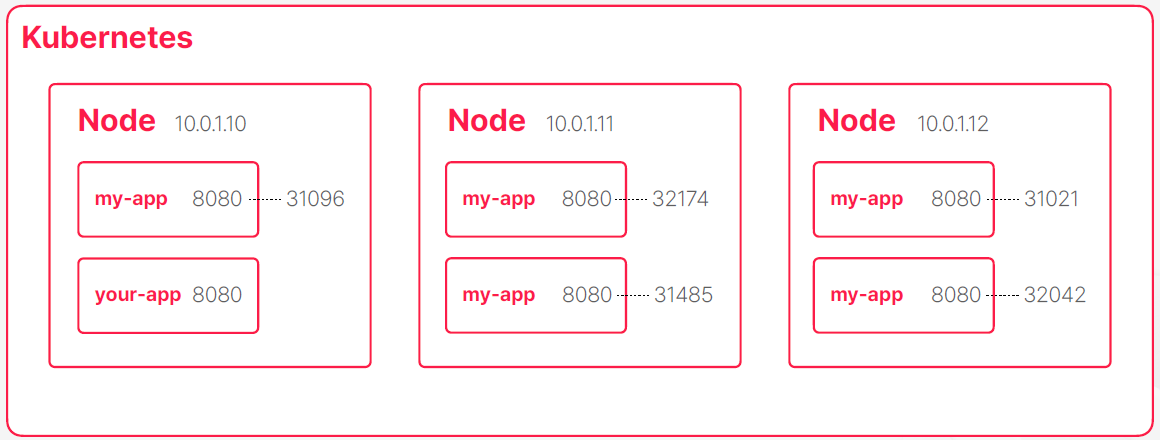 Kubernetes
Node 10.0.1.10
my-app 8080 31096
your-app 8080
Node 10.0.1.11
my-app 8080 32174
my-app 8080 31485
Node 10.0.1.12
my-app 8080 31021
my-app 8080 32042